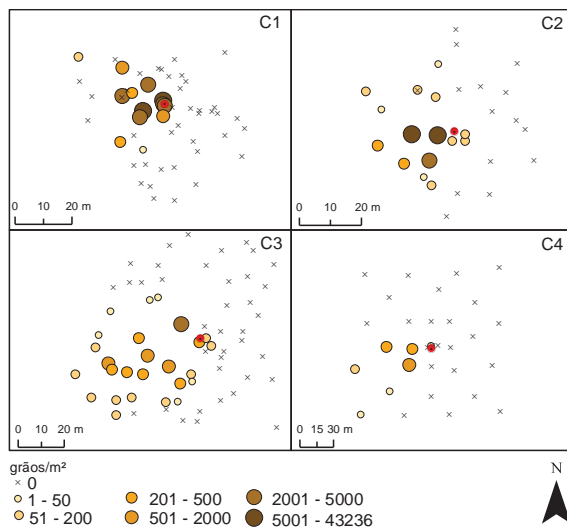 C1
C2
0 10 20 m
0 10 20 m
C3
C4
0 10 20 m
0 15 30 m
grãos/m²
0
1 - 50
51 - 200
201 - 500
501 - 2000
2001 - 5000
5001 - 43236
N